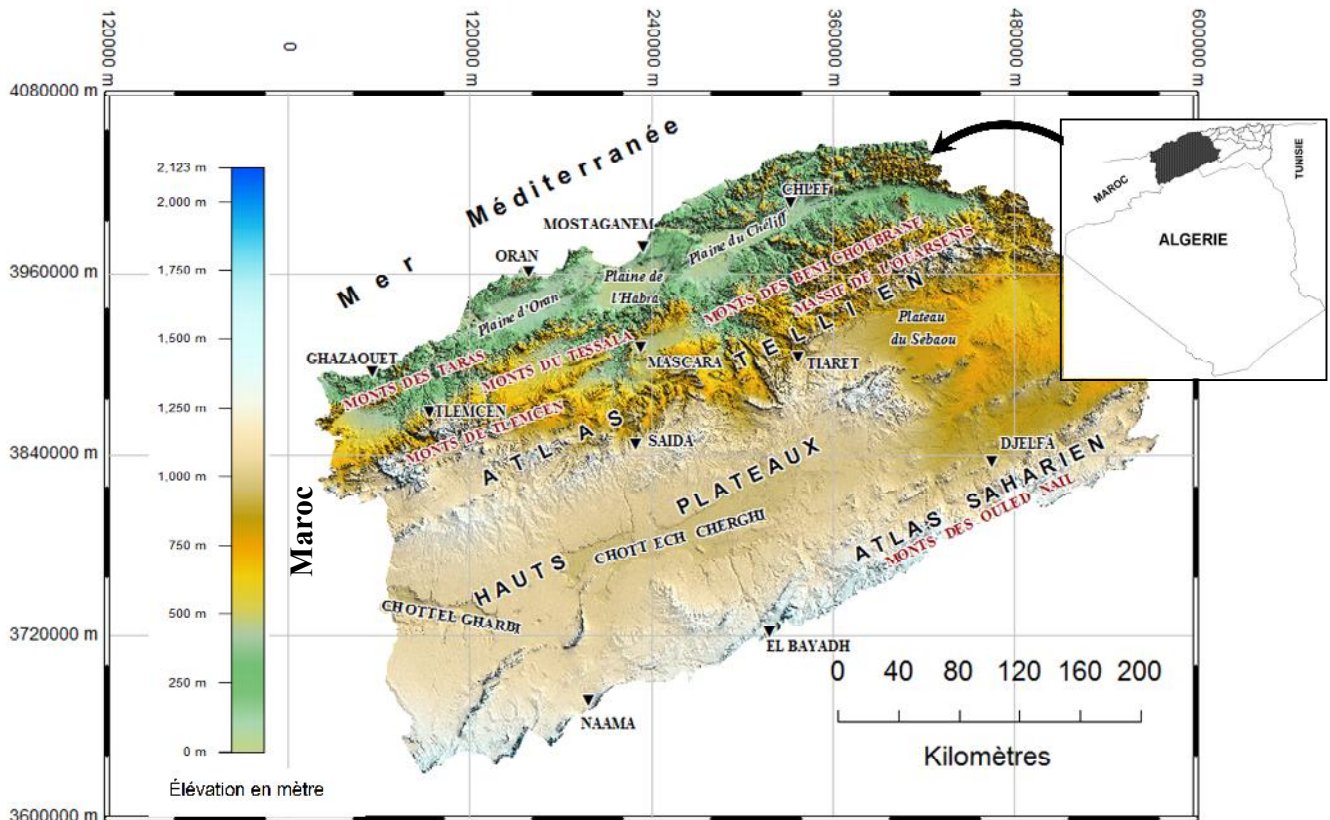 120000 m
0
120000 m
240000 m
360000 m
480000 m
600000 m
4080000 m
3960000 m
3840000 m
3720000 m
3600000 m
2,123 m
2,000 m
1,750 m
1,500 m
1,250 m
1,000 m
750 m
500 m
250 m
0 m
Élévation en mètre
Mer Méditerranée
MOSTAGANEM
CHLEF
ORAN
GHAZAOUET
Plaine du Chéliff
Plaine de
l'Habra
Plaine d'Oran
MONTS DES BENI CHOUBRANE
MASSIF DE L'OUARSENIS
MONTS DES TARAS
MONTS DU TESSALA
MONTS DE TLEMCEN
TLEMCEN
MASCARA
TIARET
Plateau
du Sebaou
ATLAS TELLIEN
SAIDA
DJELFA
HAUTS PLATEAUX
CHOTT ECH CHERGHI
CHOTTEL GHARBI
ATLAS SAHARIEN
MONTS DES OULED NAIL
EL BAYADH
NAAMA
Maroc
MAROC
ALGERIE
TUNISIE
0 40 80 120 160 200
Kilomètres